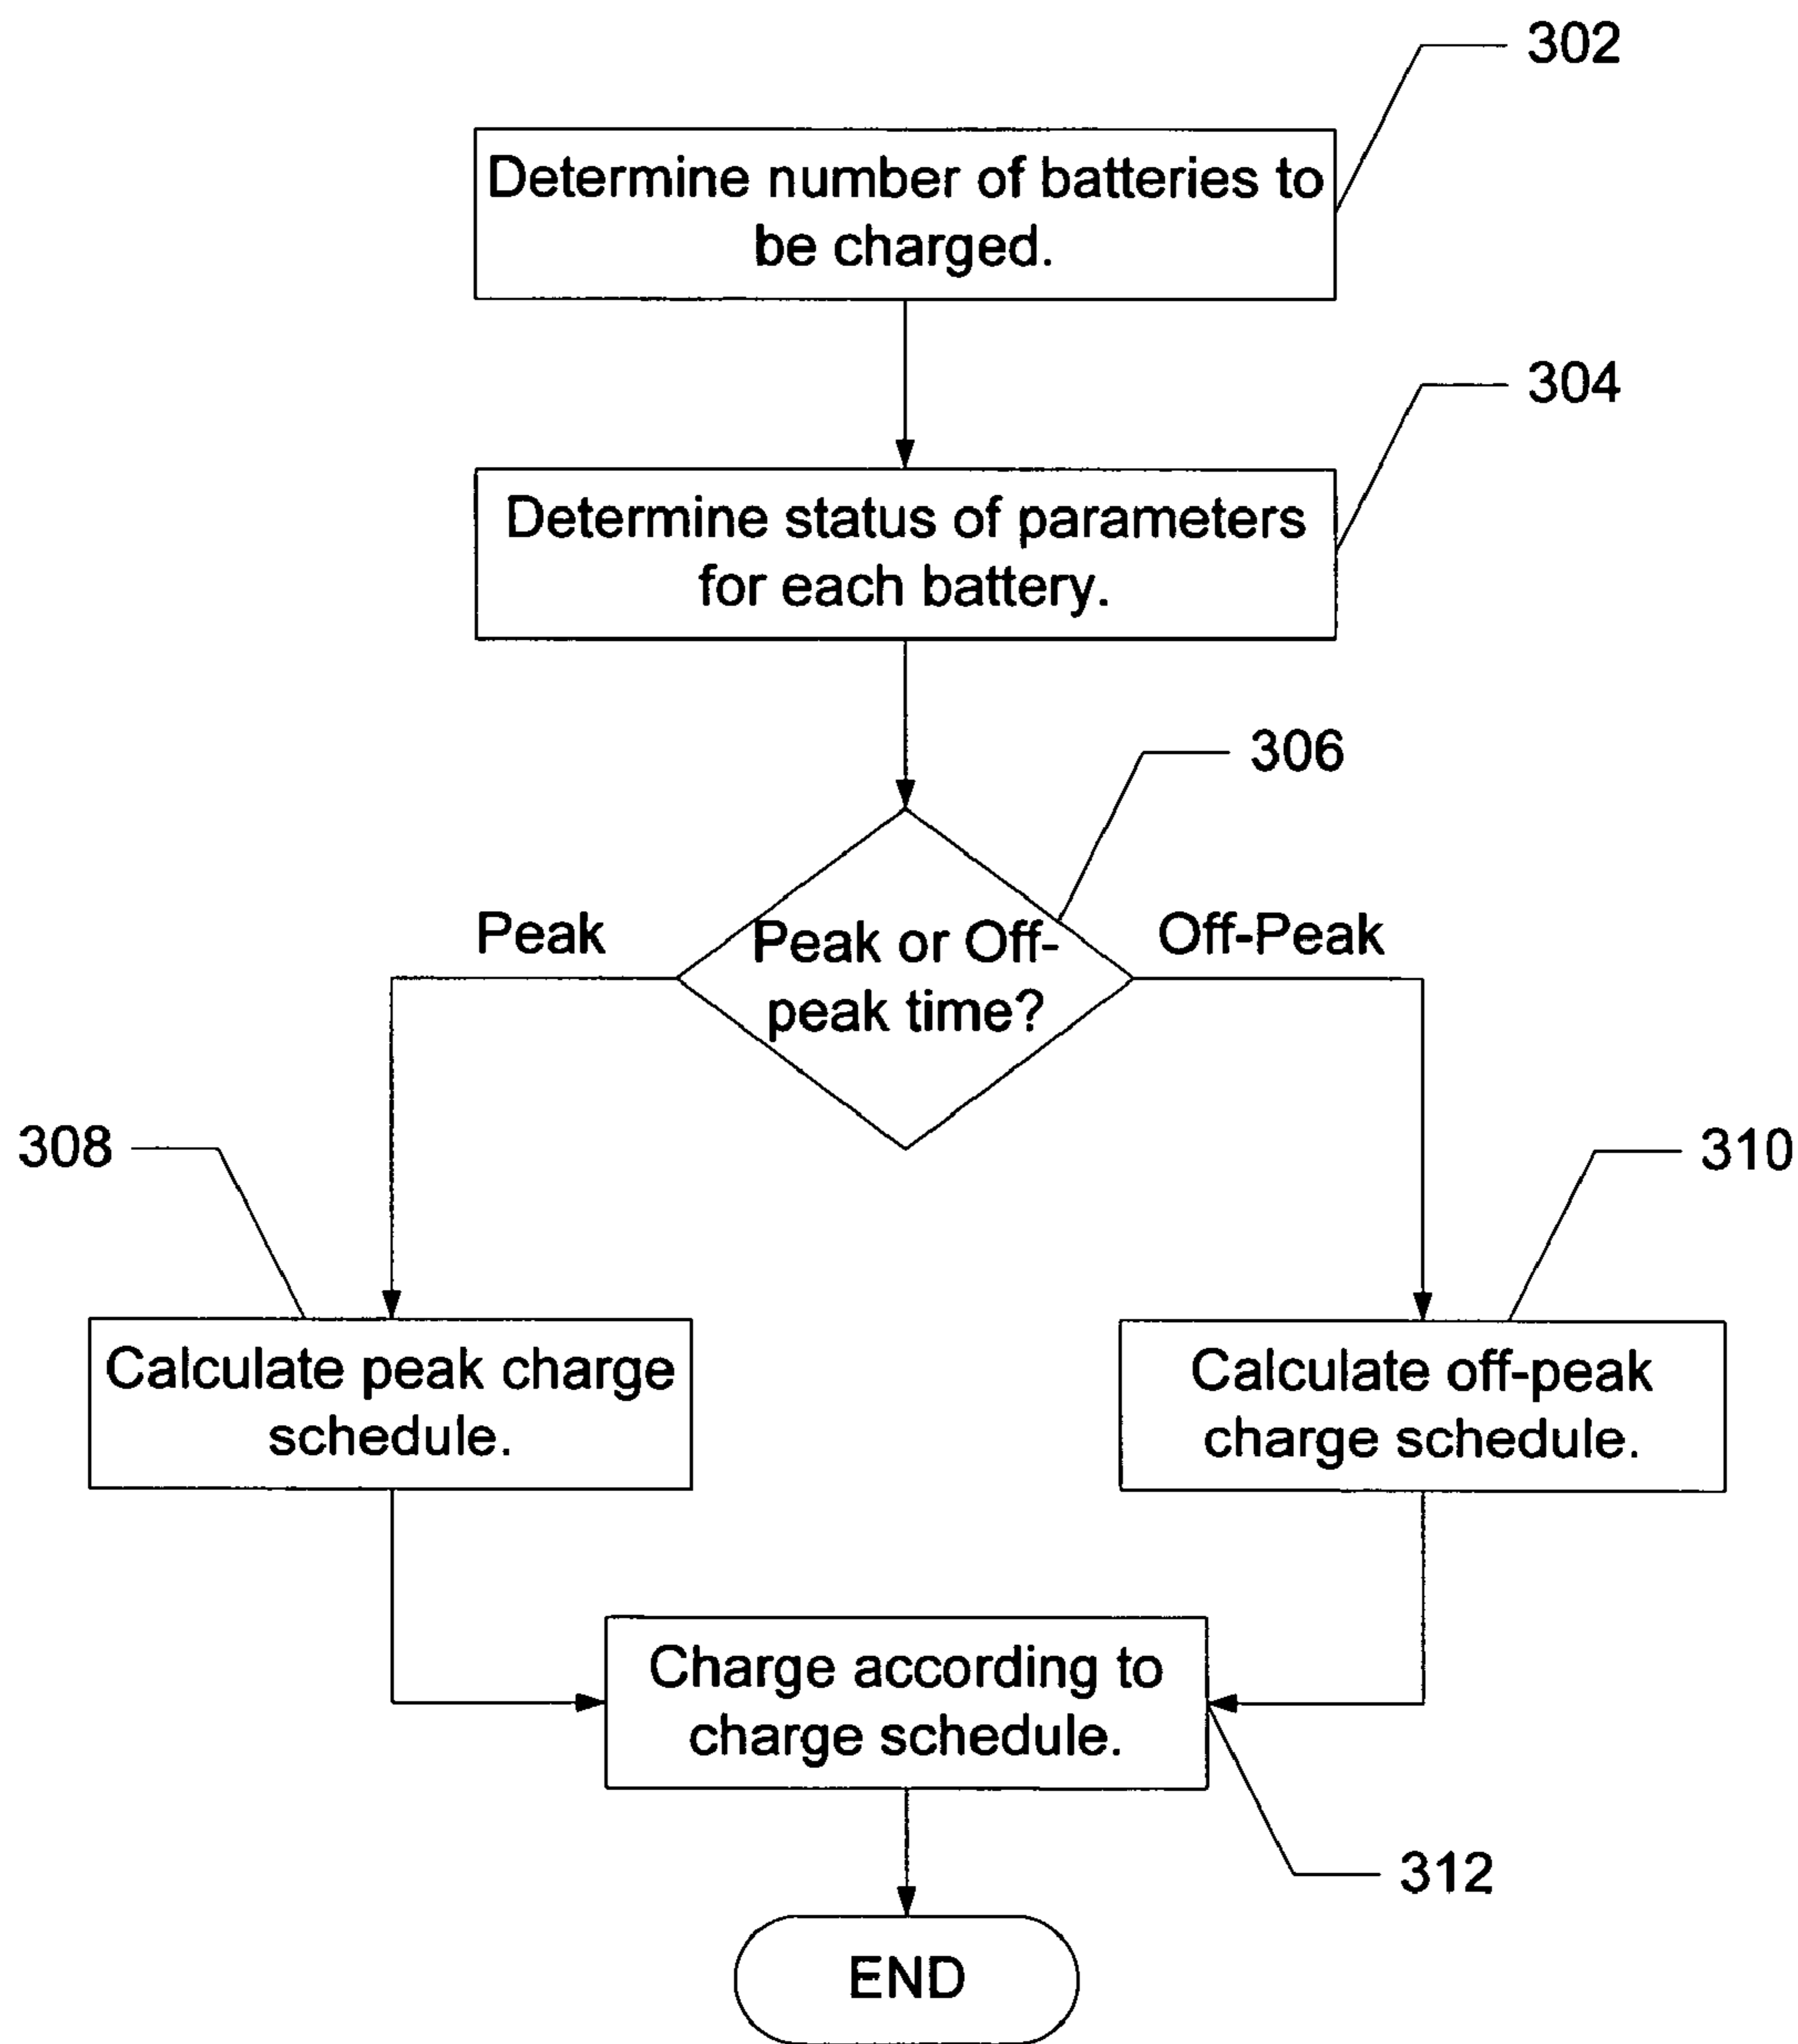 302
Determine number of batteries to
be charged.
304
Determine status of parameters
for each battery.
306
Peak
Peak or Off-
peak time?
Off-Peak
308
310
Calculate peak charge
schedule.
Calculate off-peak
charge schedule.
Charge according to
charge schedule.
312
END